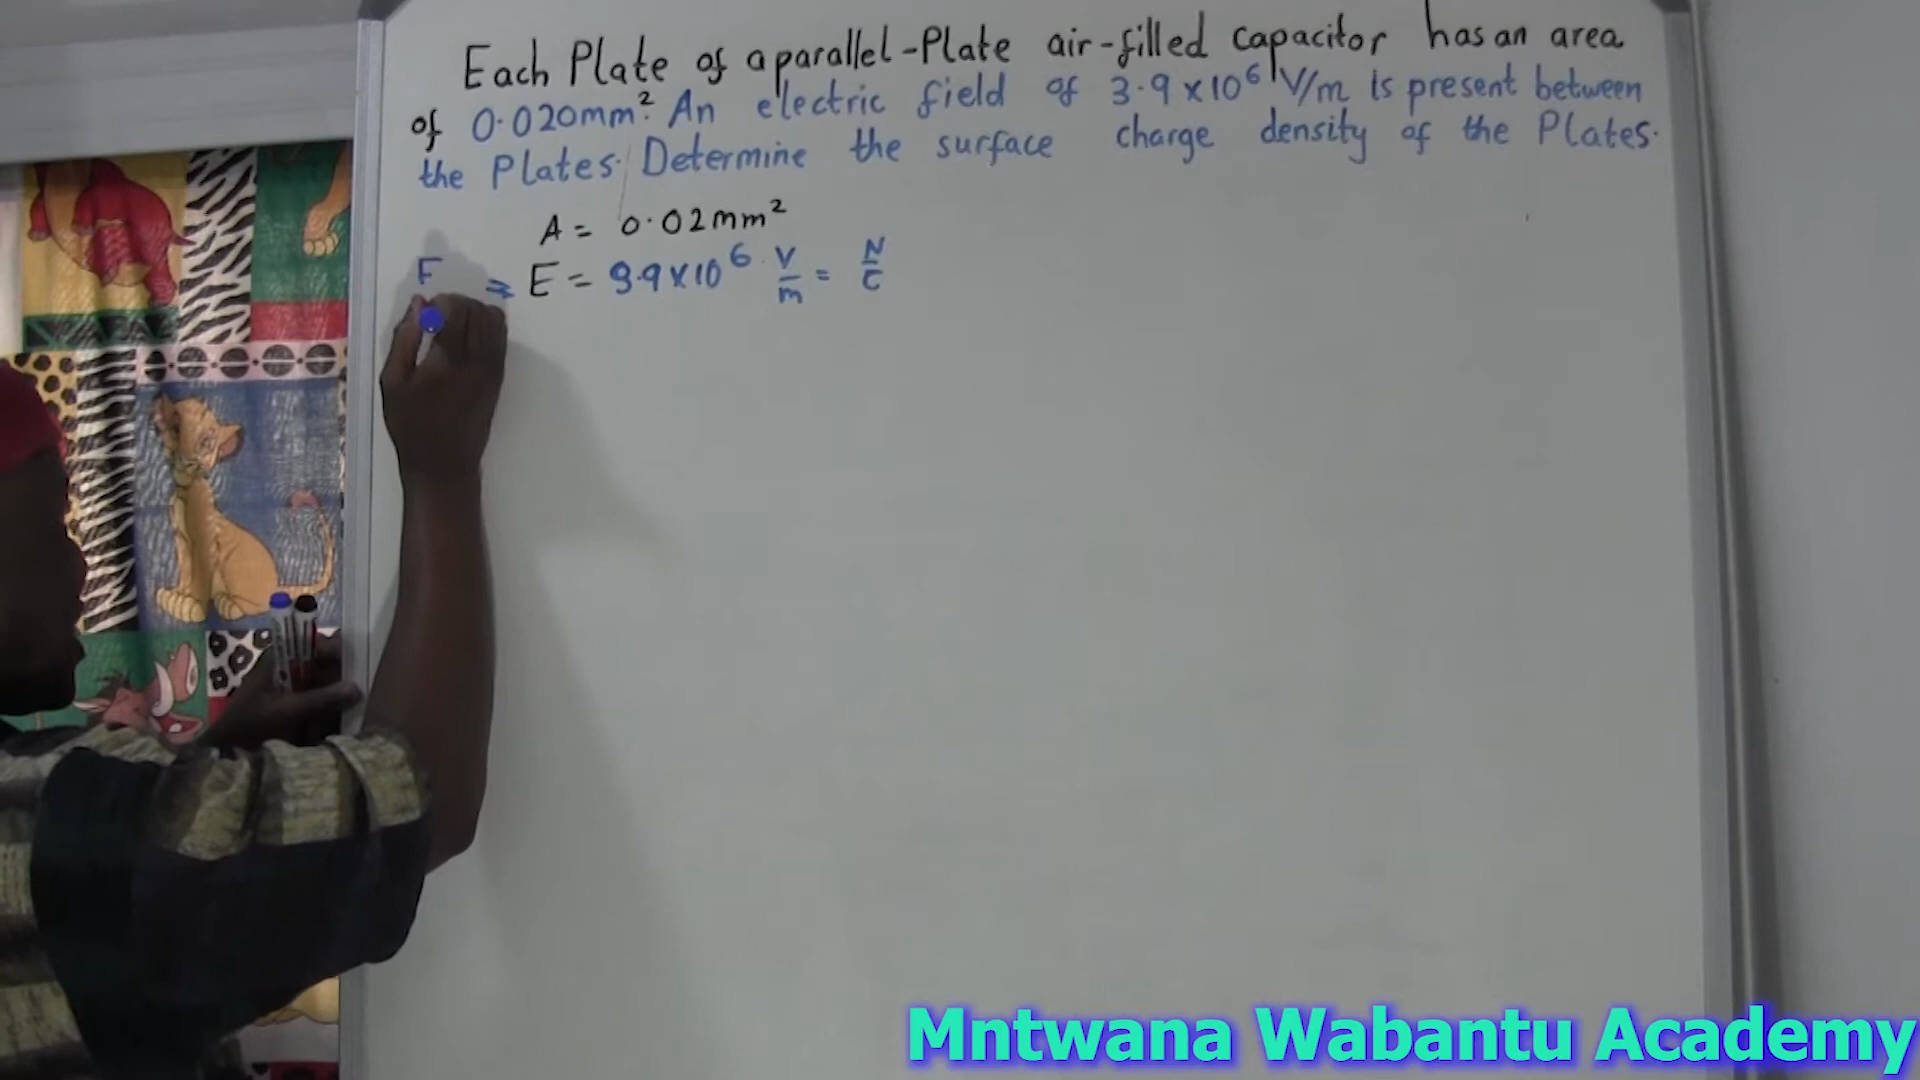 Each Plate of a parallel-Plate air-filled capacitor has an area
of 0.020mm². An electric field of 3.9 x 10⁶ V/m is present between
the Plates. Determine the surface charge density of the Plates.
A = 0.02mm²
F ⇒ E = 3.9 x 10⁶ V/m = N/C
Mntwana Wabantu Academy